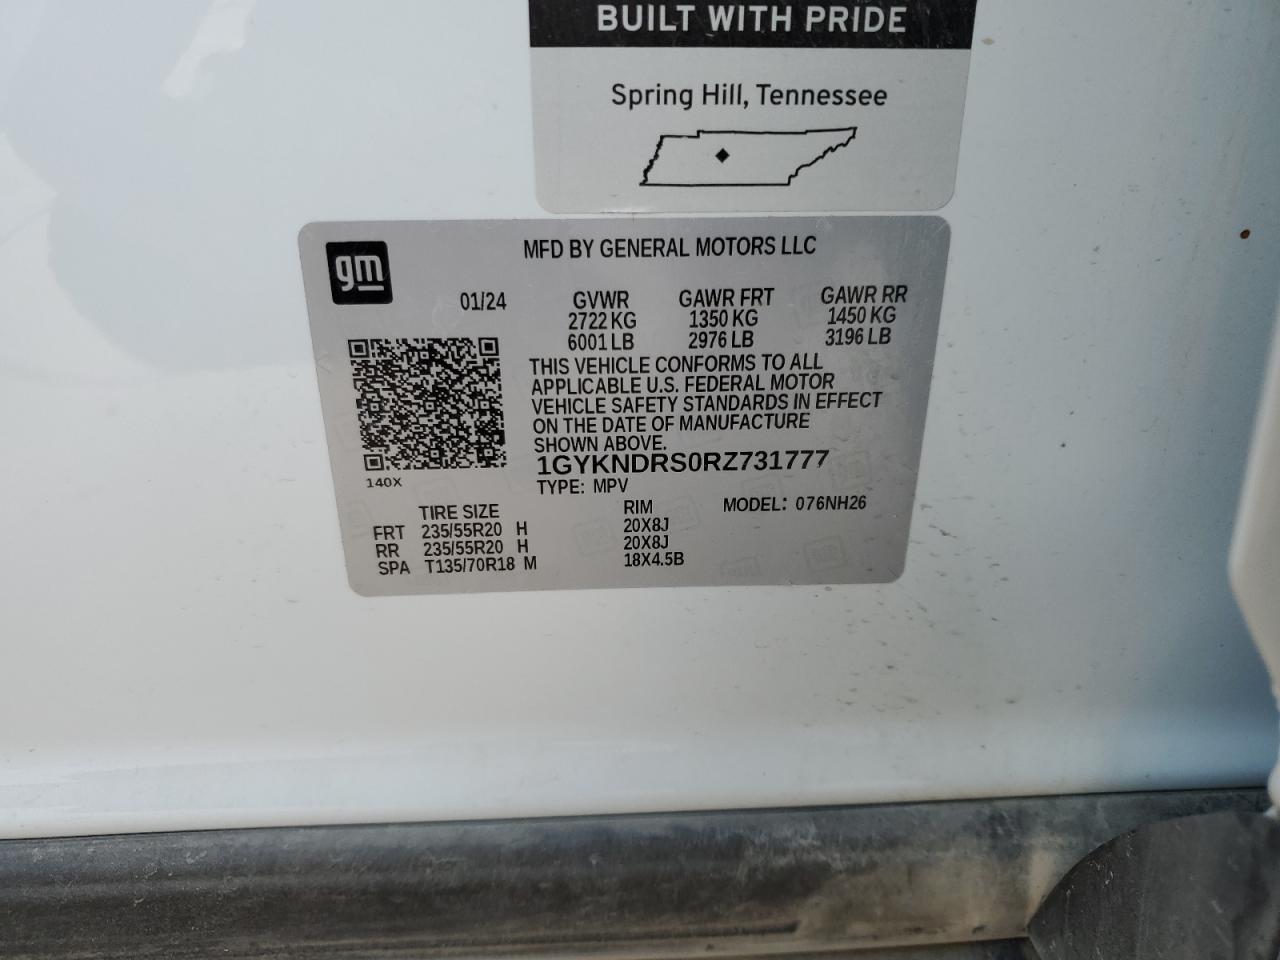 BUILT WITH PRIDE
Spring Hill, Tennessee
gm
MFD BY GENERAL MOTORS LLC
01/24 GVWR GAWR FRT GAWR RR
2722 KG 1350 KG 1450 KG
6001 LB 2976 LB 3196 LB
THIS VEHICLE CONFORMS TO ALL
APPLICABLE U.S. FEDERAL MOTOR
VEHICLE SAFETY STANDARDS IN EFFECT
ON THE DATE OF MANUFACTURE
SHOWN ABOVE.
1GYKNDRS0RZ731777
140X
TYPE: MPV
TIRE SIZE RIM MODEL: 076NH26
FRT 235/55R20 H 20X8J
RR 235/55R20 H 20X8J
SPA T135/70R18 M 18X4.5B